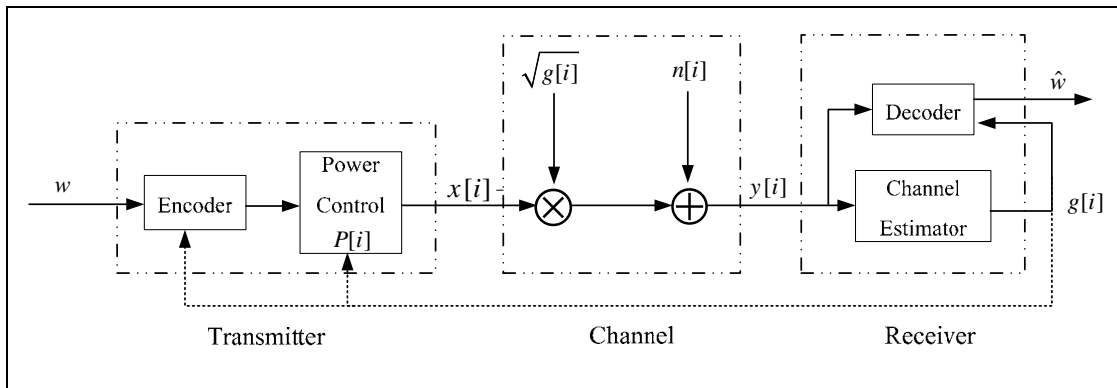 w
Encoder
Power
Control
P[i]
x[i]
√g[i]
n[i]
y[i]
Decoder
ŵ
Channel
Estimator
g[i]
Transmitter
Channel
Receiver